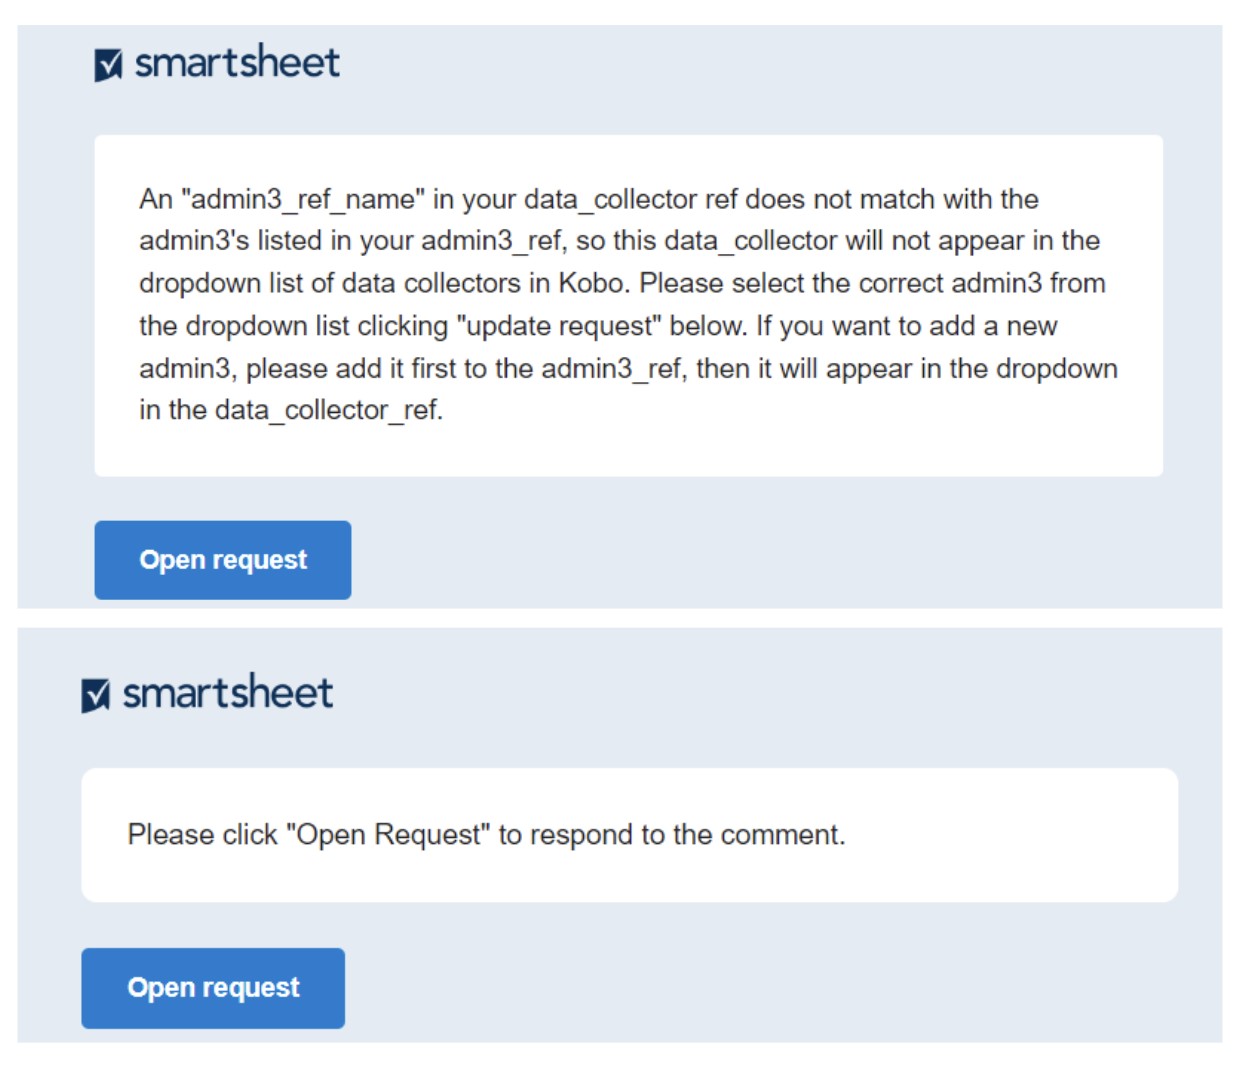 smartsheet
An "admin3_ref_name" in your data_collector ref does not match with the
admin3's listed in your admin3_ref, so this data_collector will not appear in the
dropdown list of data collectors in Kobo. Please select the correct admin3 from
the dropdown list clicking "update request" below. If you want to add a new
admin3, please add it first to the admin3_ref, then it will appear in the dropdown
in the data_collector_ref.
Open request
smartsheet
Please click "Open Request" to respond to the comment.
Open request